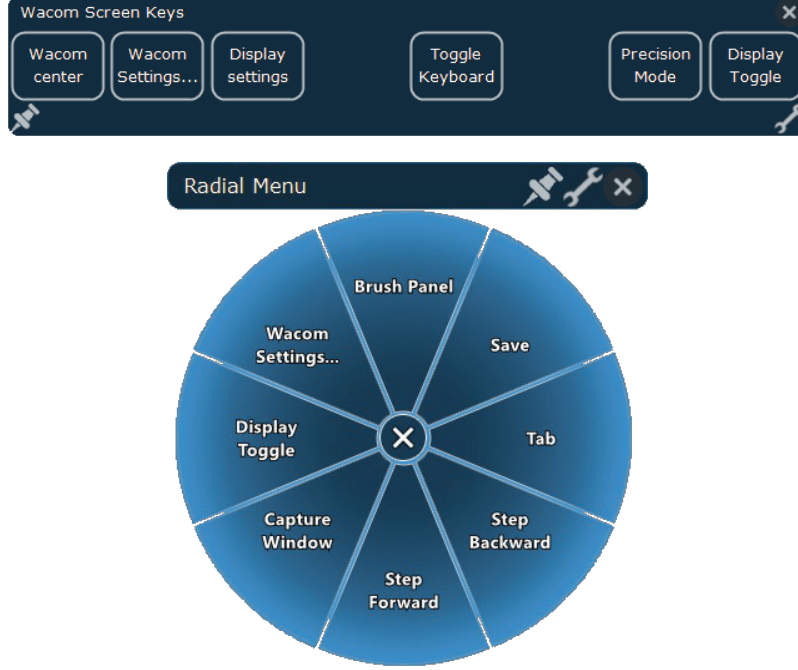 Wacom Screen Keys
Wacom center
Wacom Settings...
Display settings
Toggle Keyboard
Precision Mode
Display Toggle
Radial Menu
Brush Panel
Save
Tab
Step Backward
Step Forward
Capture Window
Display Toggle
Wacom Settings...